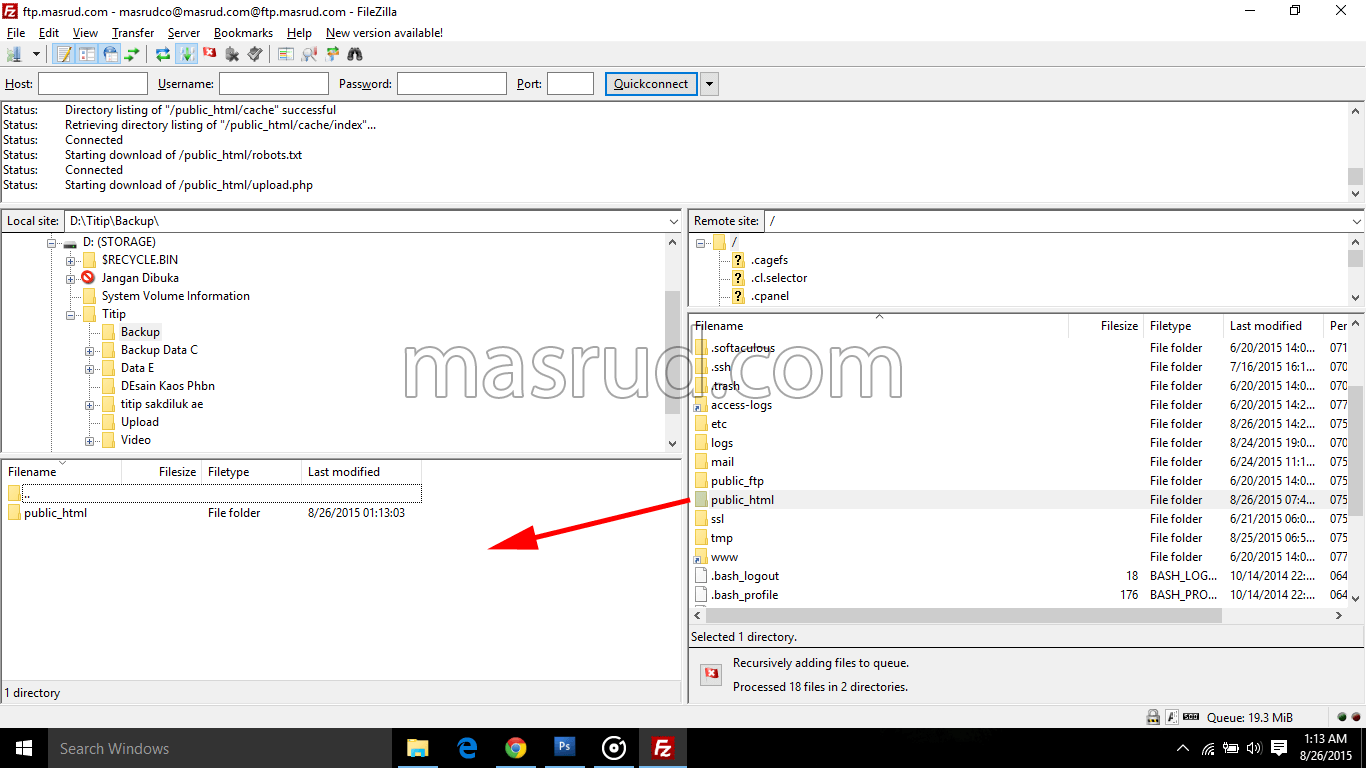 ftp.masrud.com - masrudco@masrud.com@ftp.masrud.com - FileZilla
File Edit View Transfer Server Bookmarks Help New version available!
Host: Username: Password: Port: Quickconnect
Status: Directory listing of "/public_html/cache" successful
Status: Retrieving directory listing of "/public_html/cache/index"...
Status: Connected
Status: Starting download of /public_html/robots.txt
Status: Connected
Status: Starting download of /public_html/upload.php
Local site: D:\Titip\Backup\
D: (STORAGE)
$RECYCLE.BIN
Jangan Dibuka
System Volume Information
Titip
Backup
Backup Data C
Data E
DEsain Kaos Phbn
titip sakdiluk ae
Upload
Video
Filename Filesize Filetype Last modified
..
public_html File folder 8/26/2015 01:13:03
1 directory
Remote site: /
/
.cagefs
.cl.selector
.cpanel
Filename Filesize Filetype Last modified Per
.softaculous File folder 6/20/2015 14:0... 071
.ssh File folder 7/16/2015 16:1... 070
.trash File folder 6/20/2015 14:0... 070
access-logs File folder 6/20/2015 14:2... 077
etc File folder 8/26/2015 14:2... 075
logs File folder 8/24/2015 19:0... 070
mail File folder 6/24/2015 11:1... 075
public_ftp File folder 6/20/2015 14:0... 075
public_html File folder 8/26/2015 07:4... 075
ssl File folder 6/21/2015 06:0... 075
tmp File folder 8/25/2015 06:5... 075
www File folder 6/20/2015 14:0... 077
.bash_logout 18 BASH_LOG... 10/14/2014 22:... 064
.bash_profile 176 BASH_PRO... 10/14/2014 22:... 064
Selected 1 directory.
Recursively adding files to queue.
Processed 18 files in 2 directories.
masrud.com
Queue: 19.3 MiB
Search Windows
Ps
Fz
1:13 AM
8/26/2015